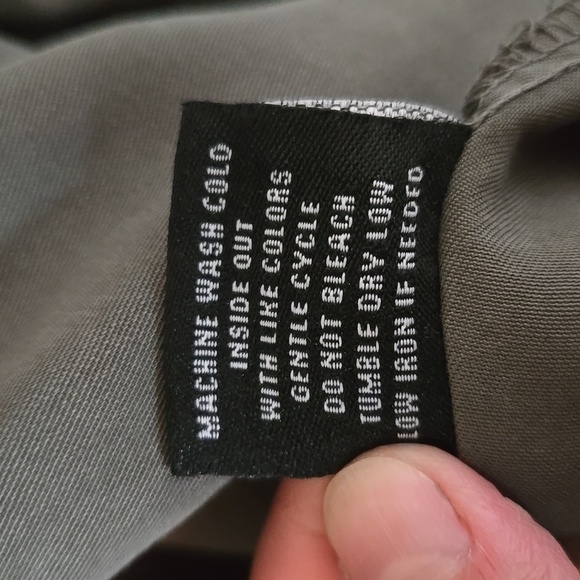 MACHINE WASH COLD
INSIDE OUT
WITH LIKE COLORS
GENTLE CYCLE
DO NOT BLEACH
TUMBLE DRY LOW
LOW IRON IF NEEDED